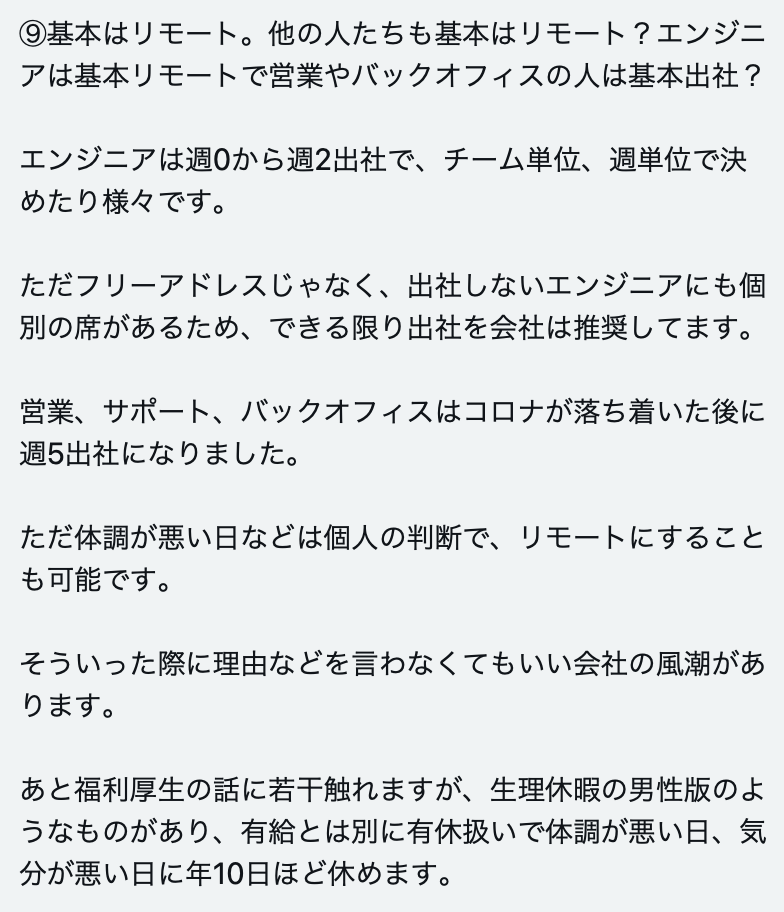 ⑨基本はリモート。他の人たちも基本はリモート？エンジニ
アは基本リモートで営業やバックオフィスの人は基本出社？
エンジニアは週0から週2出社で、チーム単位、週単位で決
めたり様々です。
ただフリーアドレスじゃなく、出社しないエンジニアにも個
別の席があるため、できる限り出社を会社は推奨してます。
営業、サポート、バックオフィスはコロナが落ち着いた後に
週5出社になりました。
ただ体調が悪い日などは個人の判断で、リモートにすること
も可能です。
そういった際に理由などを言わなくてもいい会社の風潮があ
ります。
あと福利厚生の話に若干触れますが、生理休暇の男性版のよ
うなものがあり、有給とは別に有休扱いで体調が悪い日、気
分が悪い日に年10日ほど休めます。